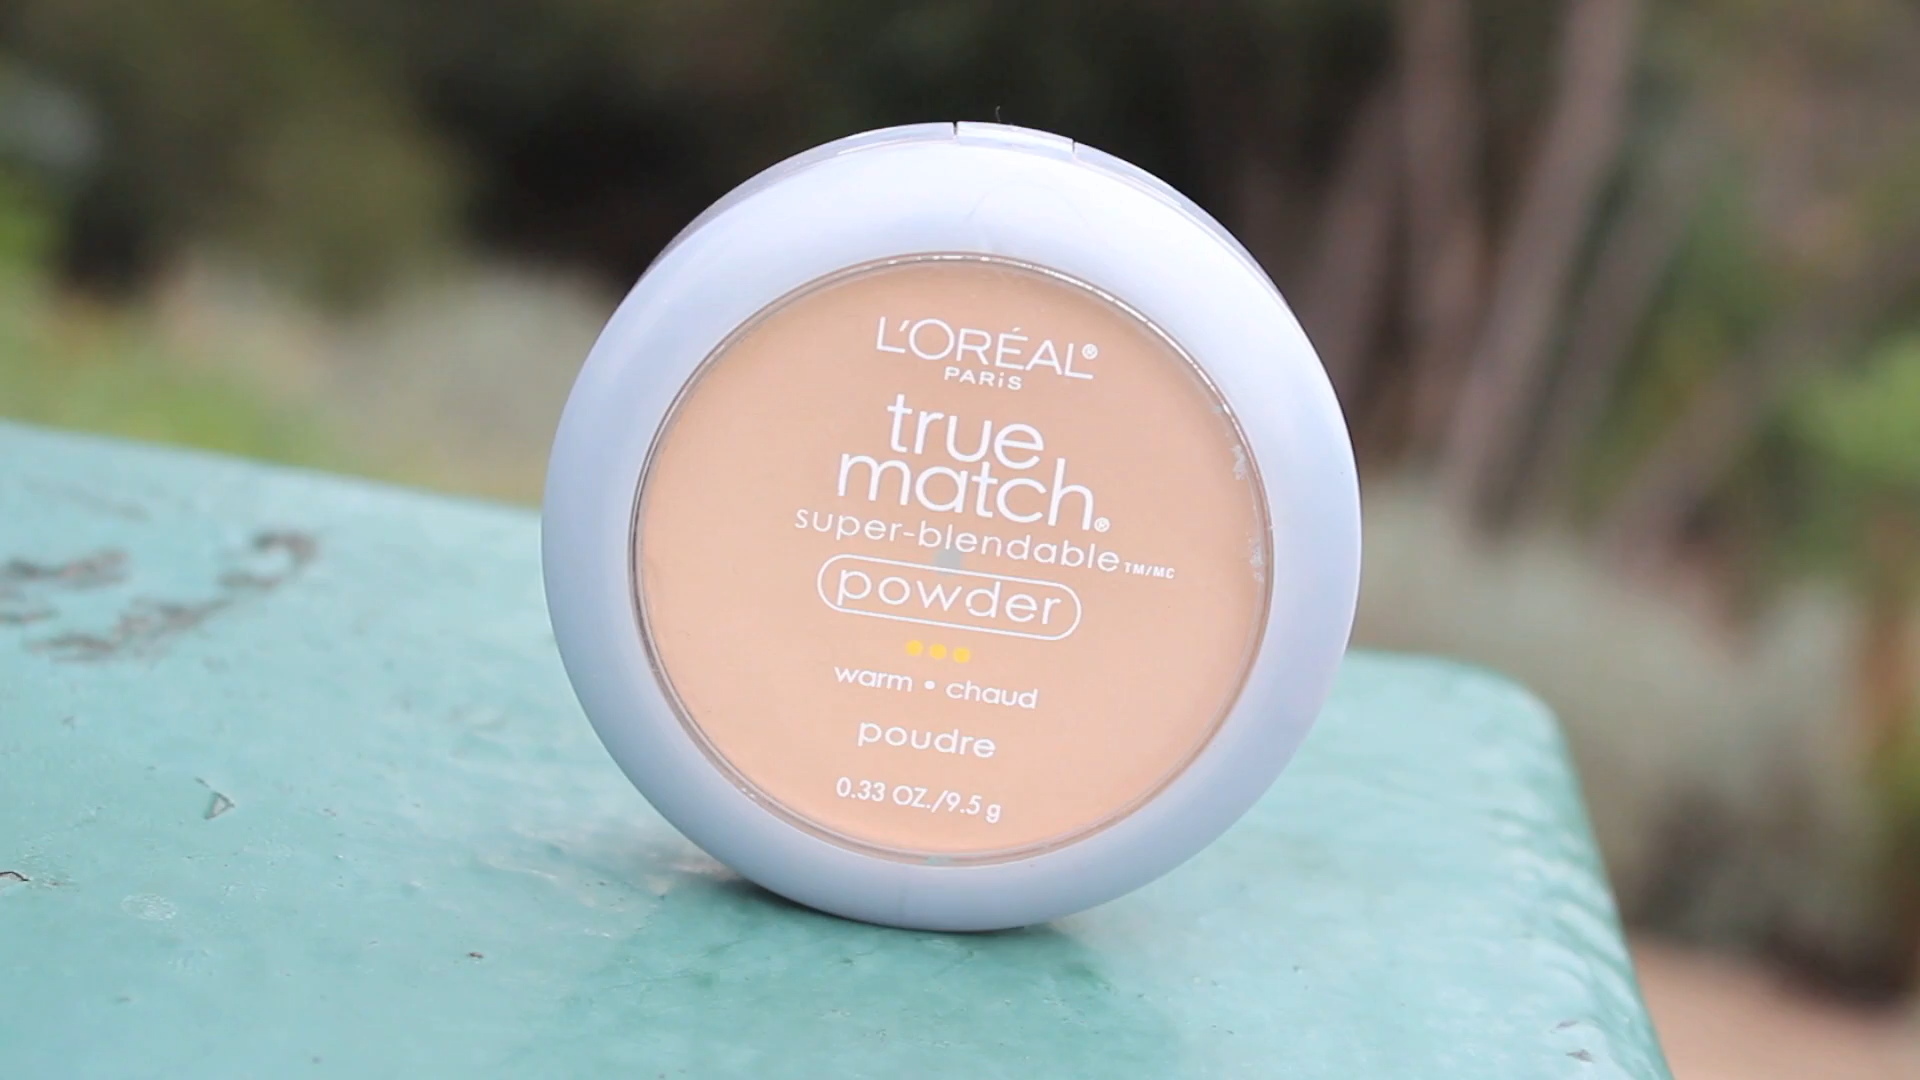 L'ORÉAL®
PARiS
true
match®
super-blendable™/MC
powder
warm • chaud
poudre
0.33 OZ./9.5 g